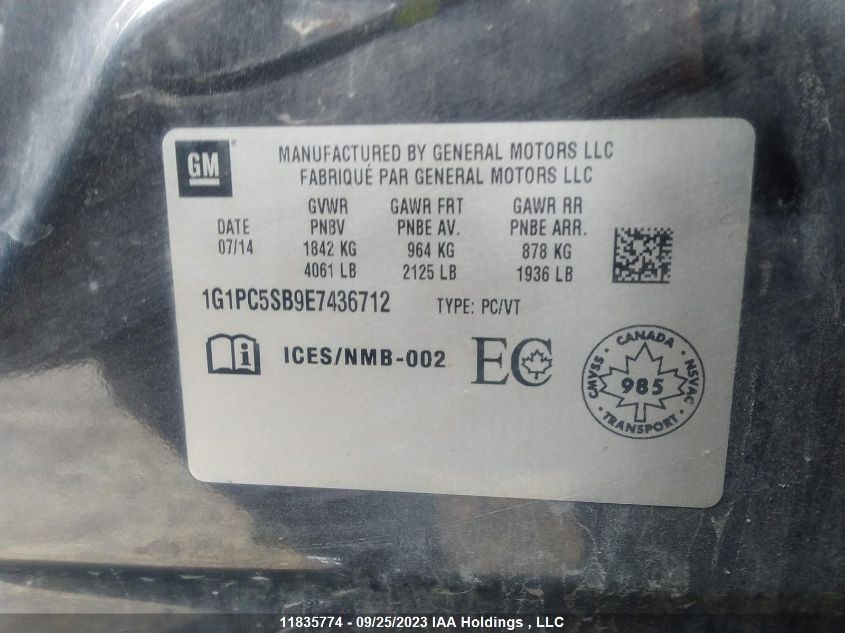 GM
MANUFACTURED BY GENERAL MOTORS LLC
FABRIQUÉ PAR GENERAL MOTORS LLC
DATE
07/14
GVWR
PNBV
1842 KG
4061 LB
GAWR FRT
PNBE AV.
964 KG
2125 LB
GAWR RR
PNBE ARR.
878 KG
1936 LB
1G1PC5SB9E7436712 TYPE: PC/VT
i ICES/NMB-002 EC
· CANADA ·
CMVSS NSVAC
985
· TRANSPORT ·
11835774 - 09/25/2023 IAA Holdings , LLC